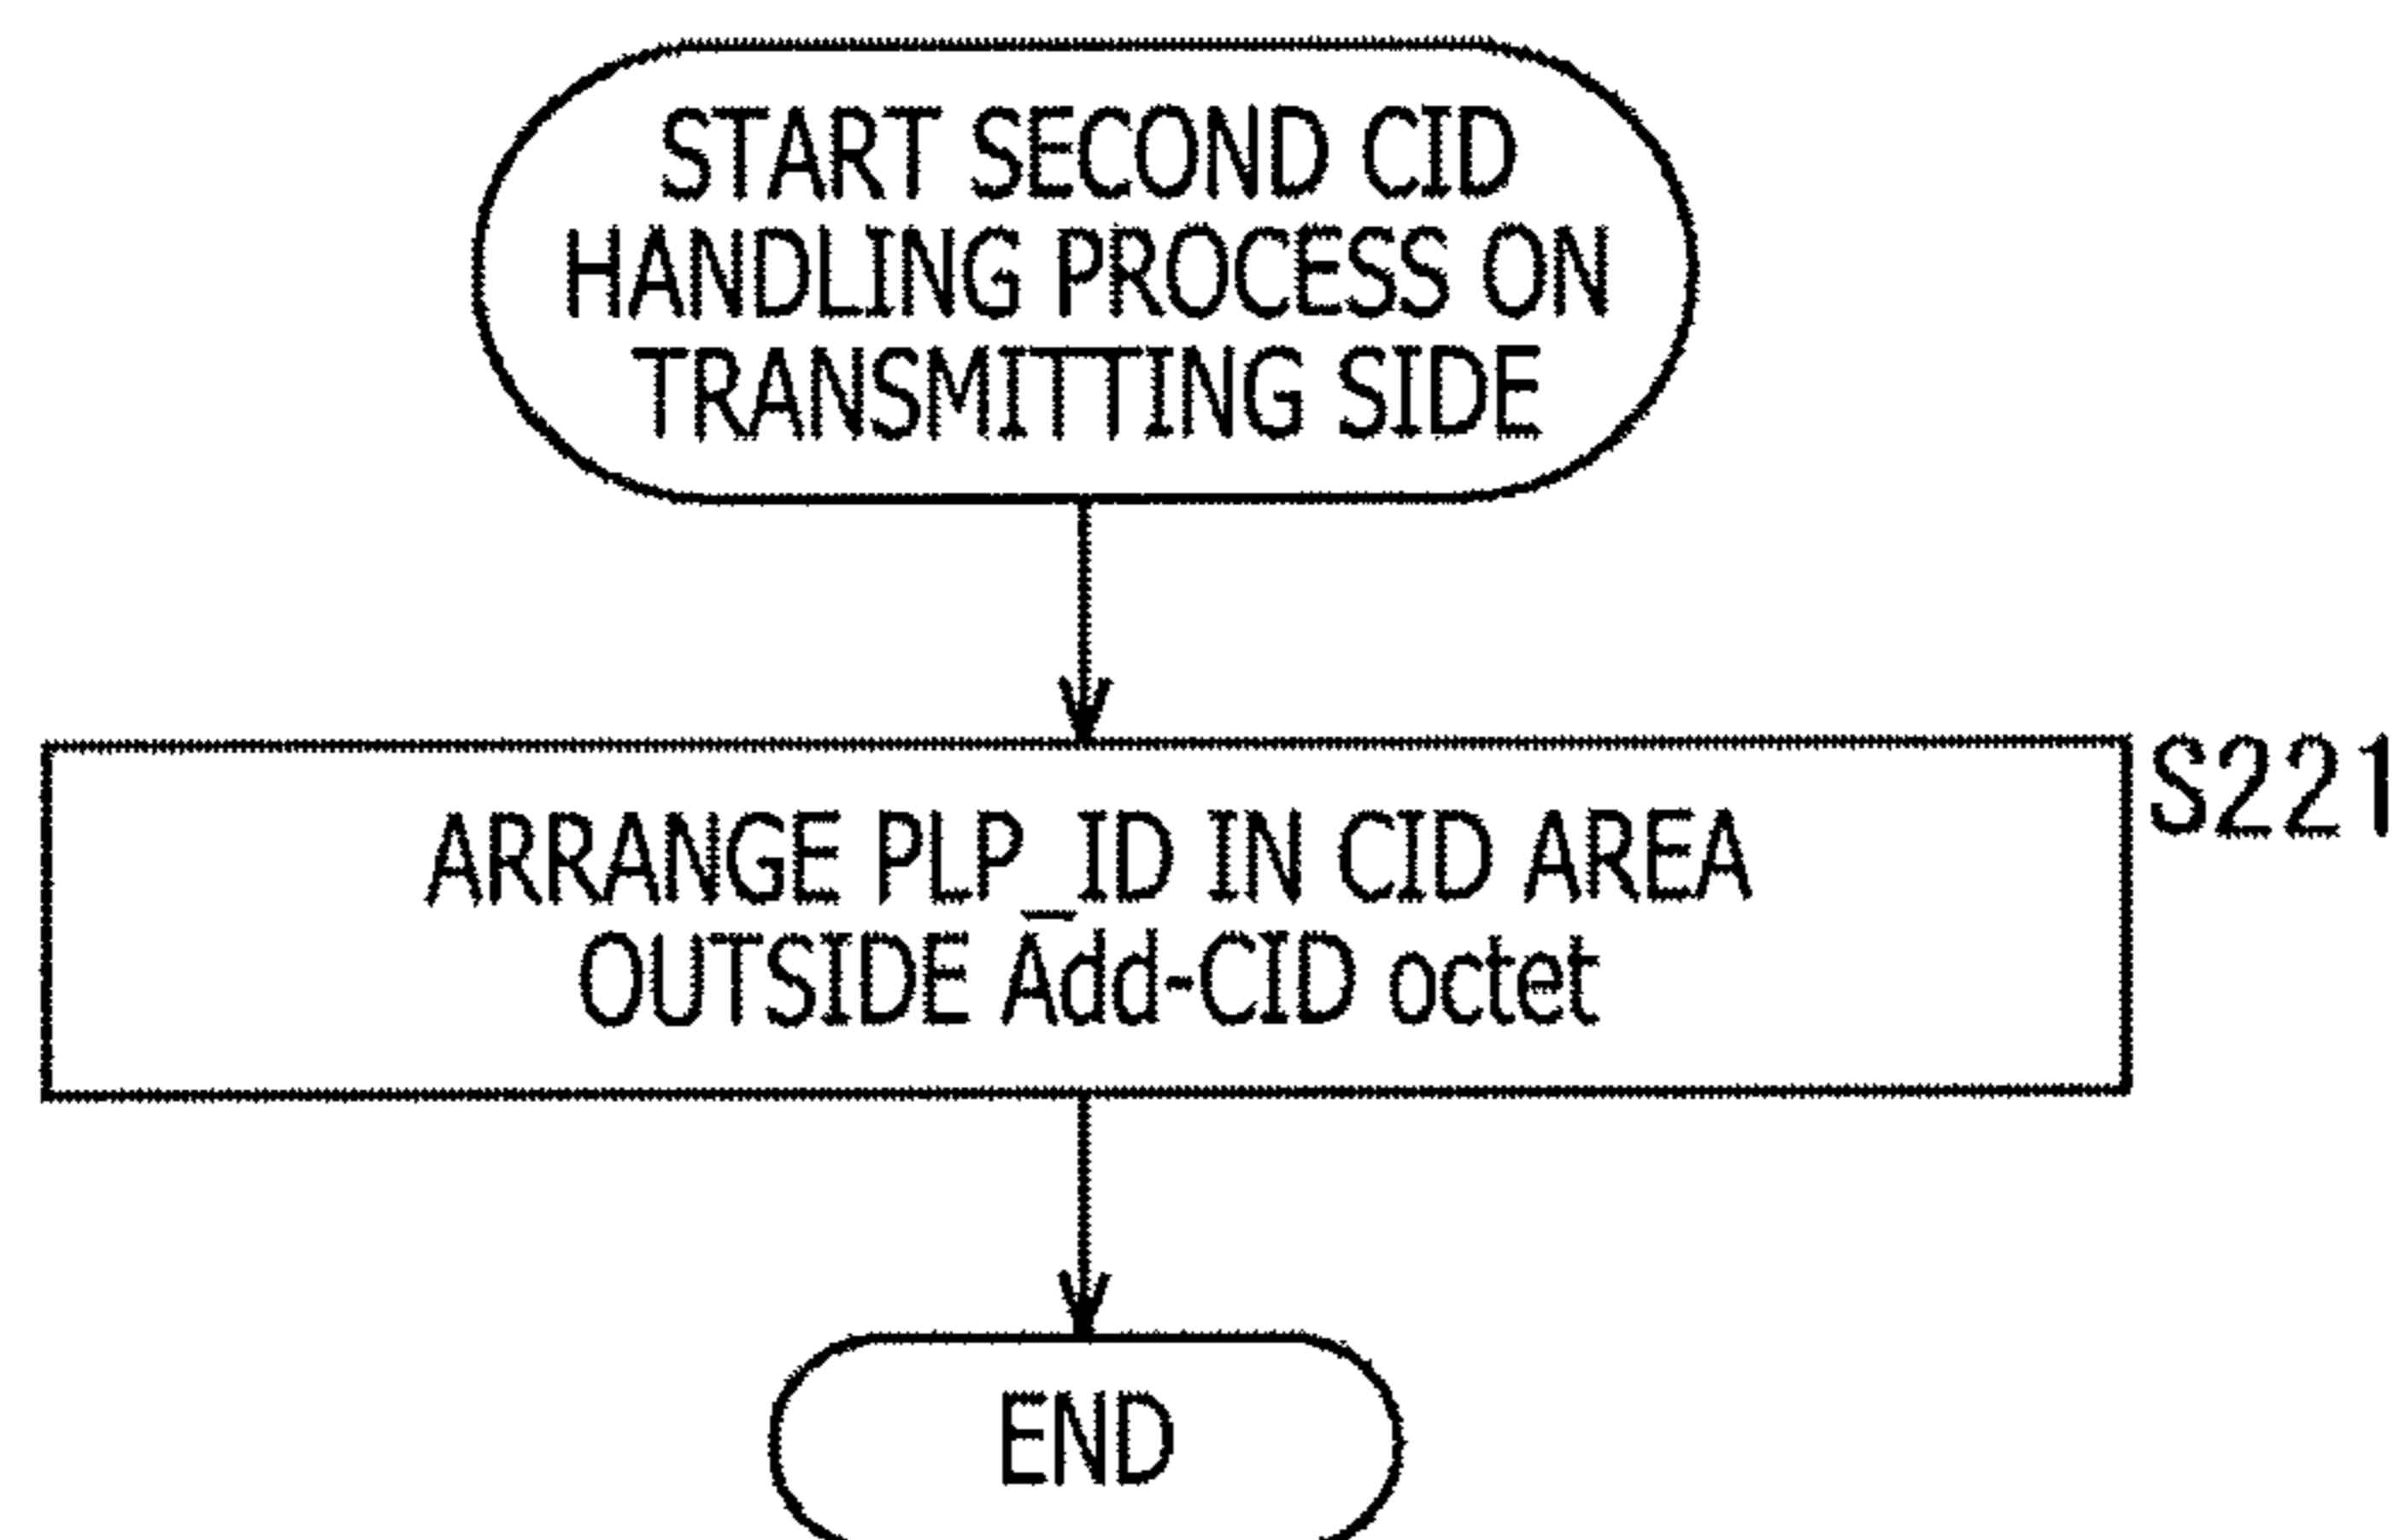 START SECOND CID
HANDLING PROCESS ON
TRANSMITTING SIDE
S221
ARRANGE PLP_ID IN CID AREA
OUTSIDE Add-CID octet
END